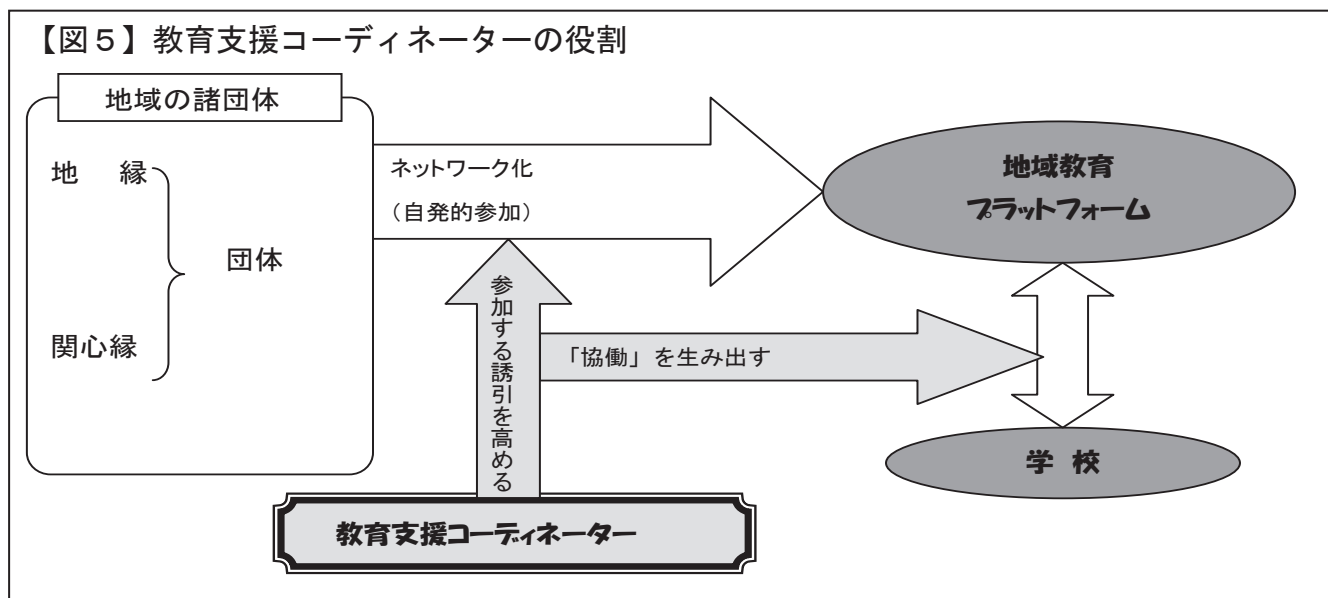 【図５】教育支援コーディネーターの役割
地域の諸団体
地　縁
団体
関心縁
ネットワーク化
（自発的参加）
地域教育
プラットフォーム
参加する誘引を高める
「協働」を生み出す
学 校
教育支援コーディネーター